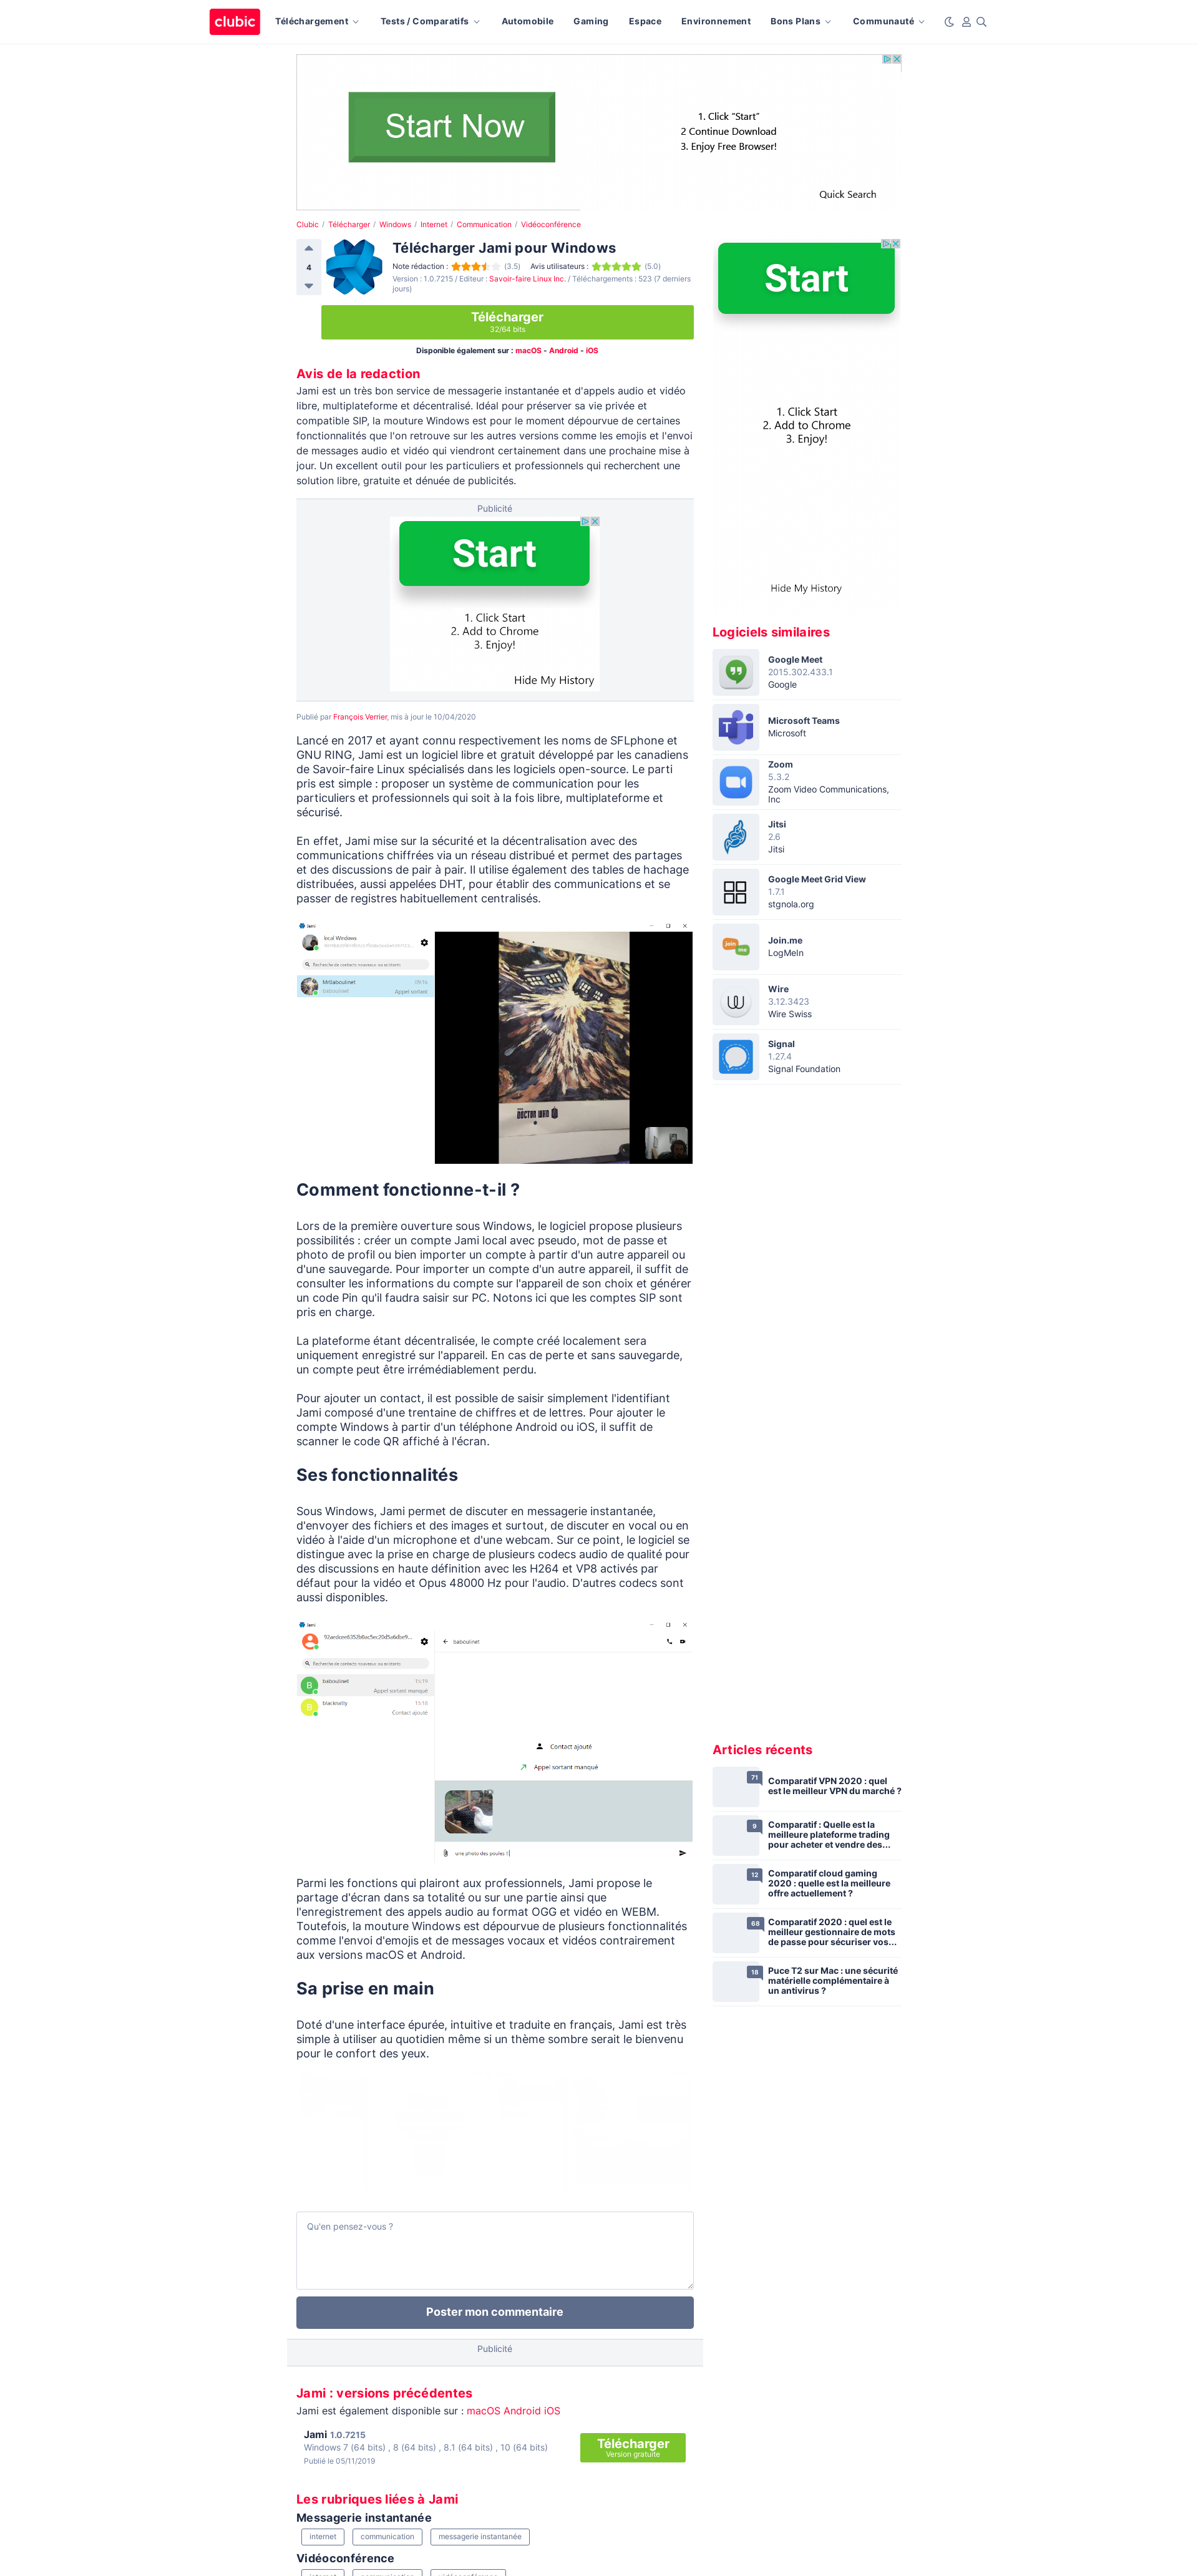 clubic
Téléchargement
Tests / Comparatifs
Automobile
Gaming
Espace
Environnement
Bons Plans
Communauté
Start Now
1. Click "Start"
2 Continue Download
3. Enjoy Free Browser!
Quick Search
Clubic / Télécharger / Windows / Internet / Communication / Vidéoconférence
4
Télécharger Jami pour Windows
Note rédaction : (3.5) Avis utilisateurs : (5.0)
Version : 1.0.7215 / Editeur : Savoir-faire Linux Inc. / Téléchargements : 523 (7 derniers
jours)
Télécharger
32/64 bits
Disponible également sur : macOS - Android - iOS
Avis de la redaction
Jami est un très bon service de messagerie instantanée et d'appels audio et vidéo
libre, multiplateforme et décentralisé. Idéal pour préserver sa vie privée et
compatible SIP, la mouture Windows est pour le moment dépourvue de certaines
fonctionnalités que l'on retrouve sur les autres versions comme les emojis et l'envoi
de messages audio et vidéo qui viendront certainement dans une prochaine mise à
jour. Un excellent outil pour les particuliers et professionnels qui recherchent une
solution libre, gratuite et dénuée de publicités.
Publicité
Start
1. Click Start
2. Add to Chrome
3. Enjoy!
Hide My History
Publié par François Verrier, mis à jour le 10/04/2020
Lancé en 2017 et ayant connu respectivement les noms de SFLphone et
GNU RING, Jami est un logiciel libre et gratuit développé par les canadiens
de Savoir-faire Linux spécialisés dans les logiciels open-source. Le parti
pris est simple : proposer un système de communication pour les
particuliers et professionnels qui soit à la fois libre, multiplateforme et
sécurisé.
En effet, Jami mise sur la sécurité et la décentralisation avec des
communications chiffrées via un réseau distribué et permet des partages
et des discussions de pair à pair. Il utilise également des tables de hachage
distribuées, aussi appelées DHT, pour établir des communications et se
passer de registres habituellement centralisés.
Jami
local Windows
Recherche de contacts nouveaux ou existants
Mrtlaboulinet
baboulinet
Appel sortant
DOCTOR WHO
Comment fonctionne-t-il ?
Lors de la première ouverture sous Windows, le logiciel propose plusieurs
possibilités : créer un compte Jami local avec pseudo, mot de passe et
photo de profil ou bien importer un compte à partir d'un autre appareil ou
d'une sauvegarde. Pour importer un compte d'un autre appareil, il suffit de
consulter les informations du compte sur l'appareil de son choix et générer
un code Pin qu'il faudra saisir sur PC. Notons ici que les comptes SIP sont
pris en charge.
La plateforme étant décentralisée, le compte créé localement sera
uniquement enregistré sur l'appareil. En cas de perte et sans sauvegarde,
un compte peut être irrémédiablement perdu.
Pour ajouter un contact, il est possible de saisir simplement l'identifiant
Jami composé d'une trentaine de chiffres et de lettres. Pour ajouter le
compte Windows à partir d'un téléphone Android ou iOS, il suffit de
scanner le code QR affiché à l'écran.
Ses fonctionnalités
Sous Windows, Jami permet de discuter en messagerie instantanée,
d'envoyer des fichiers et des images et surtout, de discuter en vocal ou en
vidéo à l'aide d'un microphone et d'une webcam. Sur ce point, le logiciel se
distingue avec la prise en charge de plusieurs codecs audio de qualité pour
des discussions en haute définition avec les H264 et VP8 activés par
défaut pour la vidéo et Opus 48000 Hz pour l'audio. D'autres codecs sont
aussi disponibles.
Jami
Recherche de contacts nouveaux ou existants
B
baboulinet
Appel sortant manqué
B
blacknelly
Contact ajouté
baboulinet
Contact ajouté
Appel sortant manqué
une photo des poules !
Parmi les fonctions qui plairont aux professionnels, Jami propose le
partage d'écran dans sa totalité ou sur une partie ainsi que
l'enregistrement des appels audio au format OGG et vidéo en WEBM.
Toutefois, la mouture Windows est dépourvue de plusieurs fonctionnalités
comme l'envoi d'emojis et de messages vocaux et vidéos contrairement
aux versions macOS et Android.
Sa prise en main
Doté d'une interface épurée, intuitive et traduite en français, Jami est très
simple à utiliser au quotidien même si un thème sombre serait le bienvenu
pour le confort des yeux.
Qu'en pensez-vous ?
Poster mon commentaire
Publicité
Jami : versions précédentes
Jami est également disponible sur : macOS Android iOS
Jami 1.0.7215
Windows 7 (64 bits) , 8 (64 bits) , 8.1 (64 bits) , 10 (64 bits)
Publié le 05/11/2019
Télécharger
Version gratuite
Les rubriques liées à Jami
Messagerie instantanée
internet
communication
messagerie instantanée
Vidéoconférence
Start
1. Click Start
2. Add to Chrome
3. Enjoy!
Hide My History
Logiciels similaires
Google Meet
2015.302.433.1
Google
Microsoft Teams
Microsoft
Zoom
5.3.2
Zoom Video Communications,
Inc
Jitsi
2.6
Jitsi
Google Meet Grid View
1.7.1
stgnola.org
join me
Join.me
LogMeIn
Wire
3.12.3423
Wire Swiss
Signal
1.27.4
Signal Foundation
Articles récents
71
Comparatif VPN 2020 : quel
est le meilleur VPN du marché ?
9
Comparatif : Quelle est la
meilleure plateforme trading
pour acheter et vendre des...
12
Comparatif cloud gaming
2020 : quelle est la meilleure
offre actuellement ?
68
Comparatif 2020 : quel est le
meilleur gestionnaire de mots
de passe pour sécuriser vos...
18
Puce T2 sur Mac : une sécurité
matérielle complémentaire à
un antivirus ?